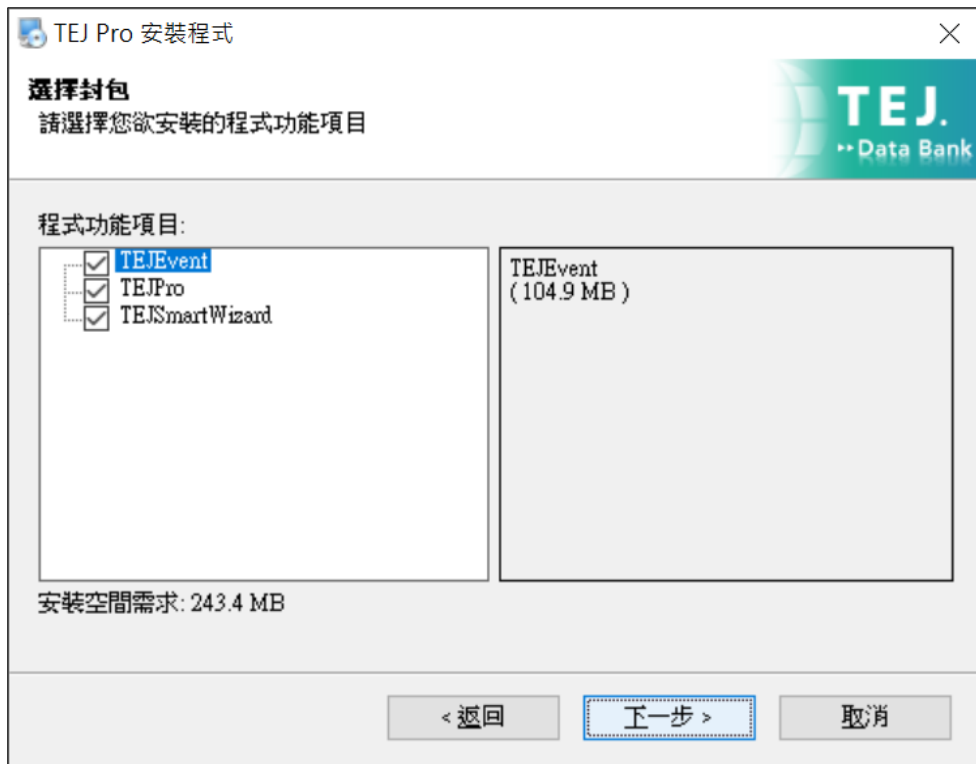 TEJ Pro 安裝程式
選擇封包
請選擇您欲安裝的程式功能項目
TEJ.
Data Bank
程式功能項目:
TEJEvent
TEJPro
TEJSmartWizard
TEJEvent
( 104.9 MB )
安裝空間需求: 243.4 MB
< 返回
下一步 >
取消